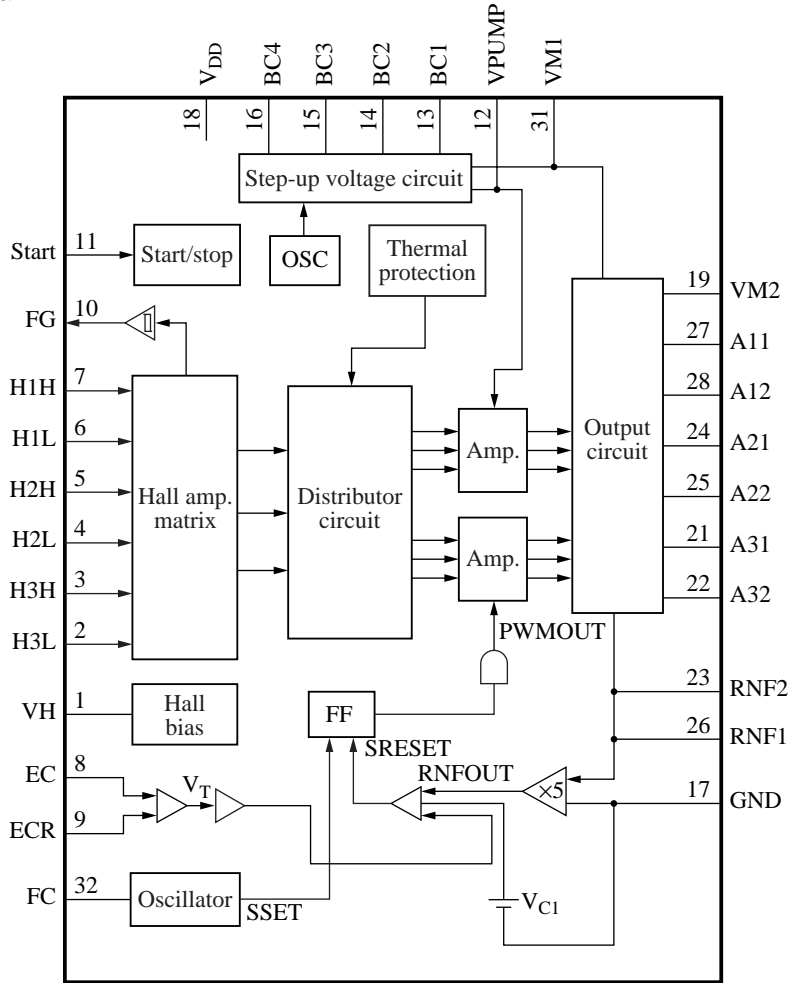 VDD
BC4
BC3
BC2
BC1
VPUMP
VM1
18
16
15
14
13
12
31
Step-up voltage circuit
Start
11
Start/stop
OSC
Thermal
protection
FG
10
H1H
7
H1L
6
H2H
5
H2L
4
H3H
3
H3L
2
Hall amp.
matrix
Distributor
circuit
Amp.
Amp.
Output
circuit
19
VM2
27
A11
28
A12
24
A21
25
A22
21
A31
22
A32
PWMOUT
23
RNF2
26
RNF1
17
GND
VH
1
Hall
bias
FF
SRESET
RNFOUT
×5
EC
8
VT
ECR
9
FC
32
Oscillator
SSET
VC1